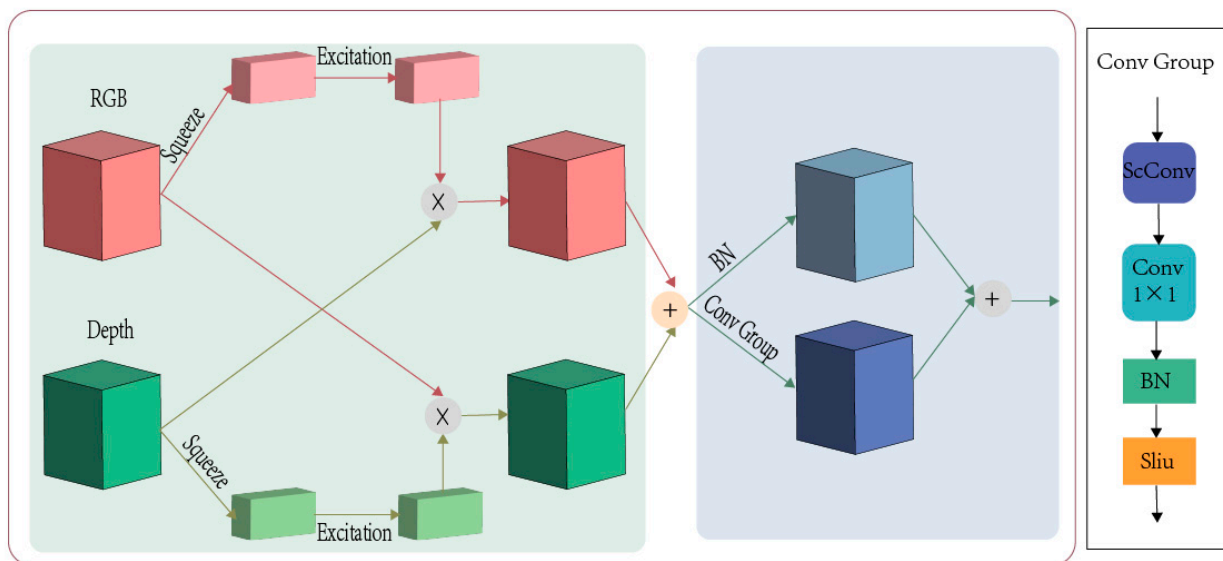 RGB
Squeeze
Excitation
X
Depth
Squeeze
Excitation
X
+
BN
Conv Group
+
Conv Group
ScConv
Conv
1×1
BN
Sliu